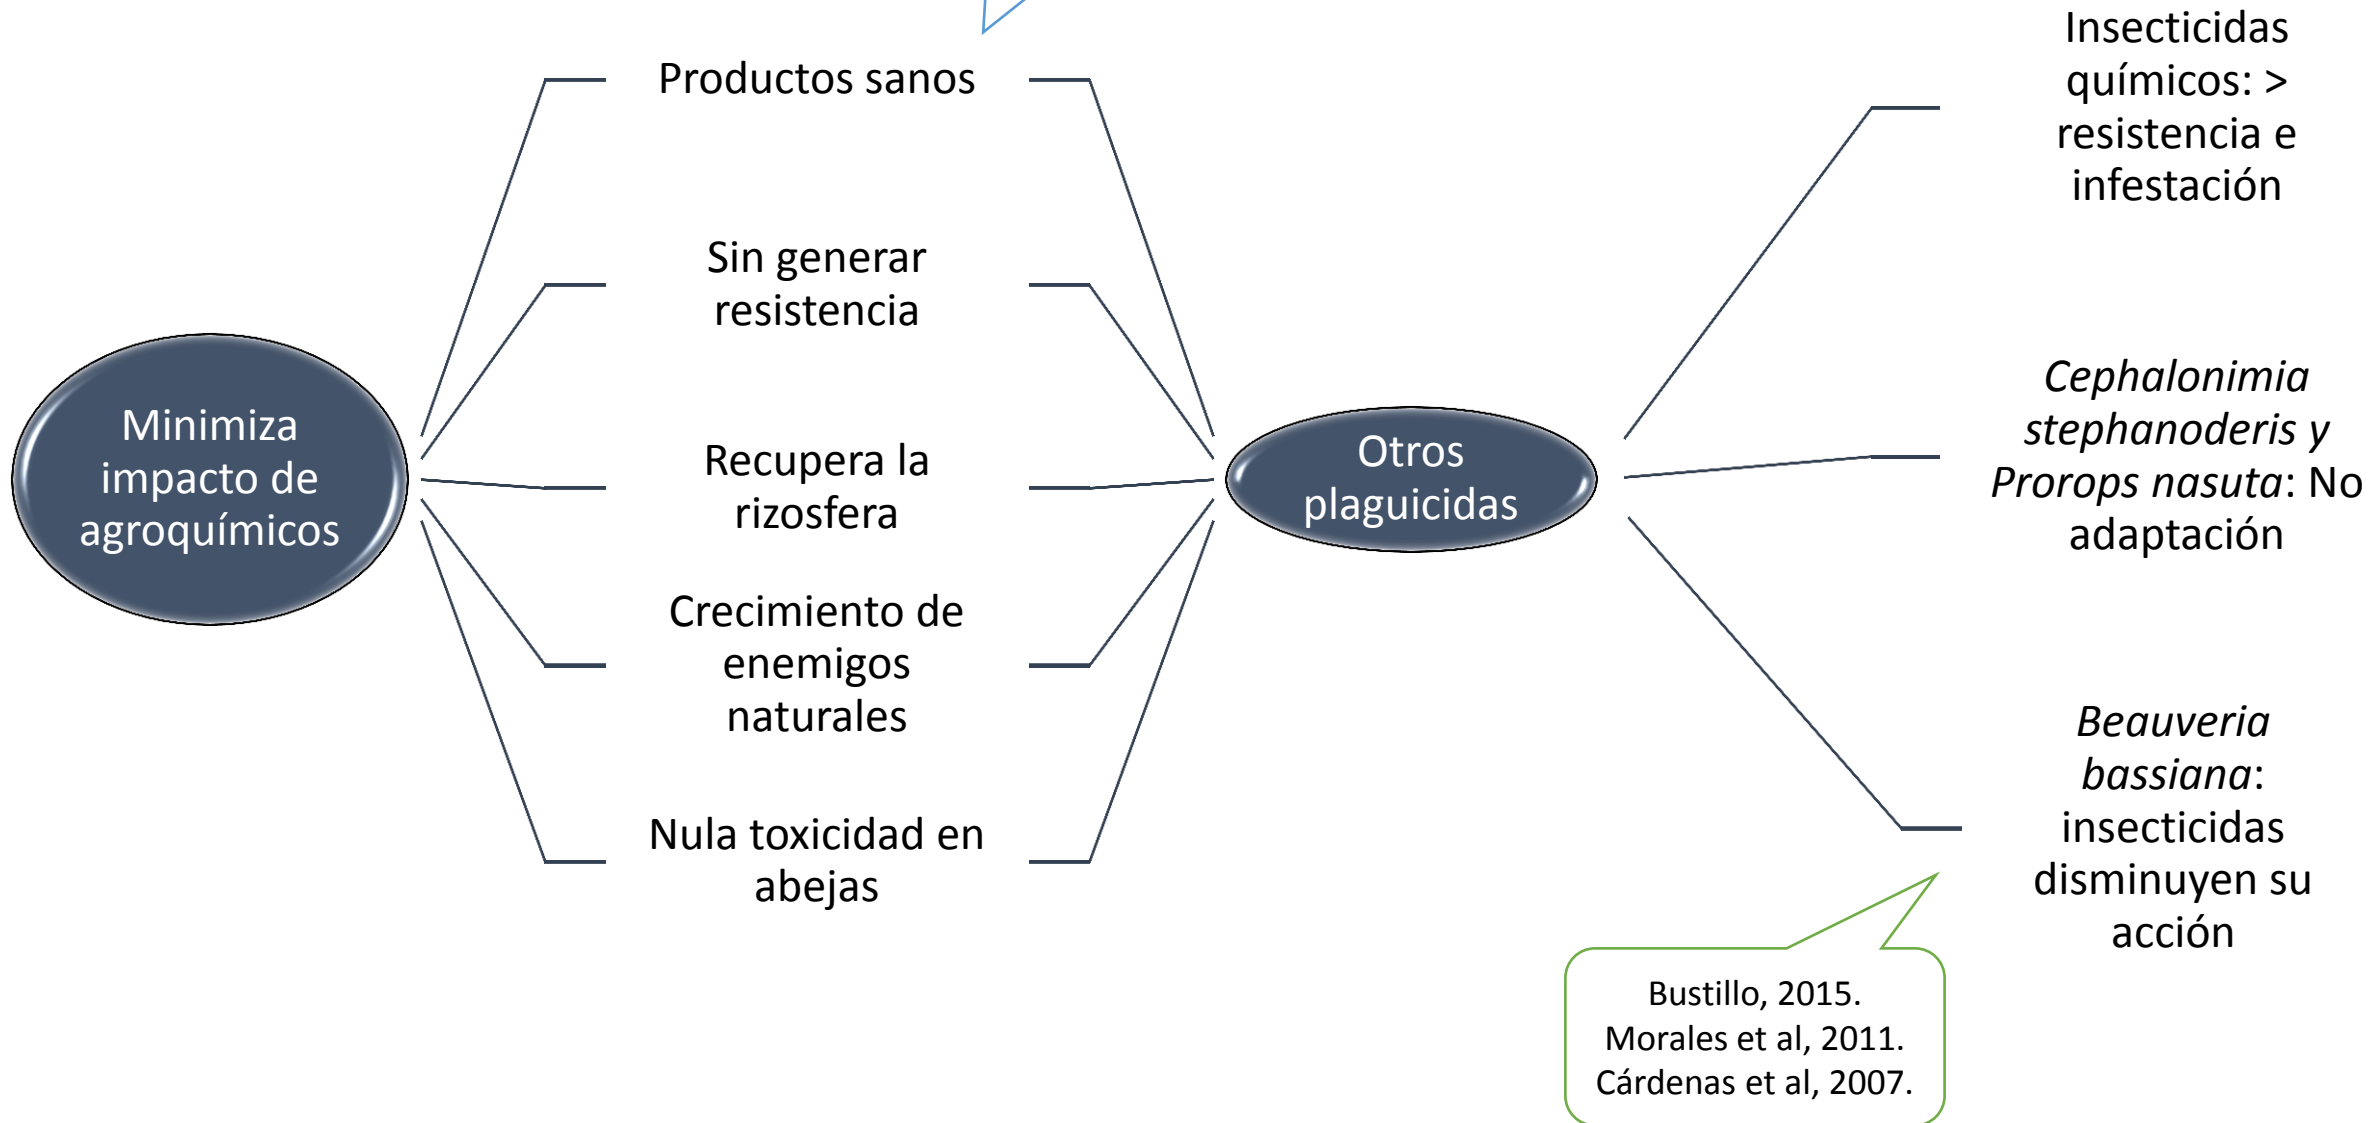 Minimiza
impacto de
agroquímicos
Productos sanos
Sin generar
resistencia
Recupera la
rizosfera
Crecimiento de
enemigos
naturales
Nula toxicidad en
abejas
Otros
plaguicidas
Insecticidas
químicos: >
resistencia e
infestación
Cephalonimia
stephanoderis y
Prorops nasuta: No
adaptación
Beauveria
bassiana:
insecticidas
disminuyen su
acción
Bustillo, 2015.
Morales et al, 2011.
Cárdenas et al, 2007.